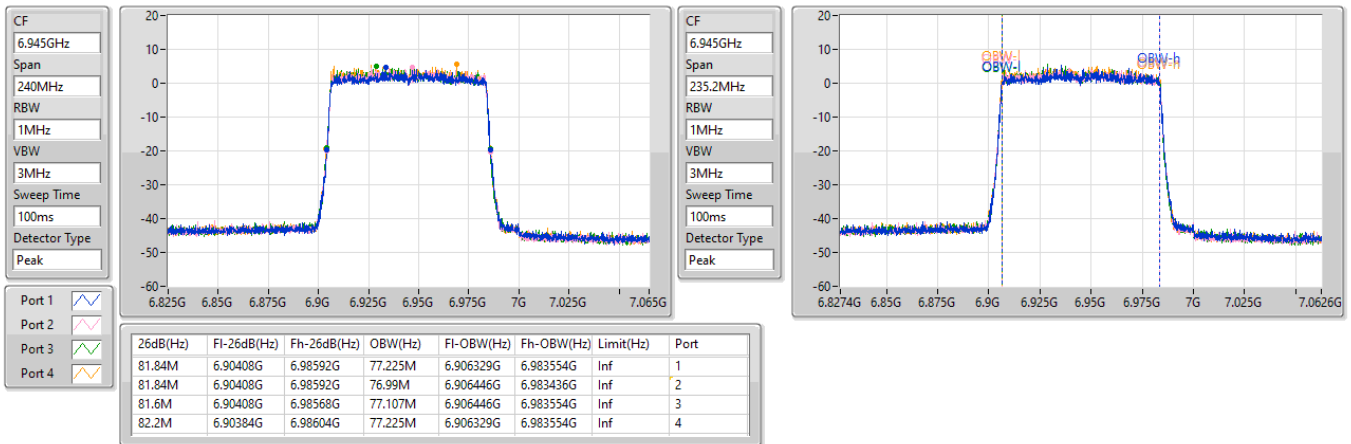 CF
6.945GHz
Span
240MHz
RBW
1MHz
VBW
3MHz
Sweep Time
100ms
Detector Type
Peak
20
10
0
-10
-20
-30
-40
-50
-60
6.825G 6.85G 6.875G 6.9G 6.925G 6.95G 6.975G 7G 7.025G 7.065G
CF
6.945GHz
Span
235.2MHz
RBW
1MHz
VBW
3MHz
Sweep Time
100ms
Detector Type
Peak
20
10
0
-10
-20
-30
-40
-50
-60
OBW-l
OBW-h
6.8274G 6.85G 6.875G 6.9G 6.925G 6.95G 6.975G 7G 7.025G 7.0626G
Port 1
Port 2
Port 3
Port 4
26dB(Hz) Fl-26dB(Hz) Fh-26dB(Hz) OBW(Hz) Fl-OBW(Hz) Fh-OBW(Hz) Limit(Hz) Port
81.84M 6.90408G 6.98592G 77.225M 6.906329G 6.983554G Inf 1
81.84M 6.90408G 6.98592G 76.99M 6.906446G 6.983436G Inf 2
81.6M 6.90408G 6.98568G 77.107M 6.906446G 6.983554G Inf 3
82.2M 6.90384G 6.98604G 77.225M 6.906329G 6.983554G Inf 4